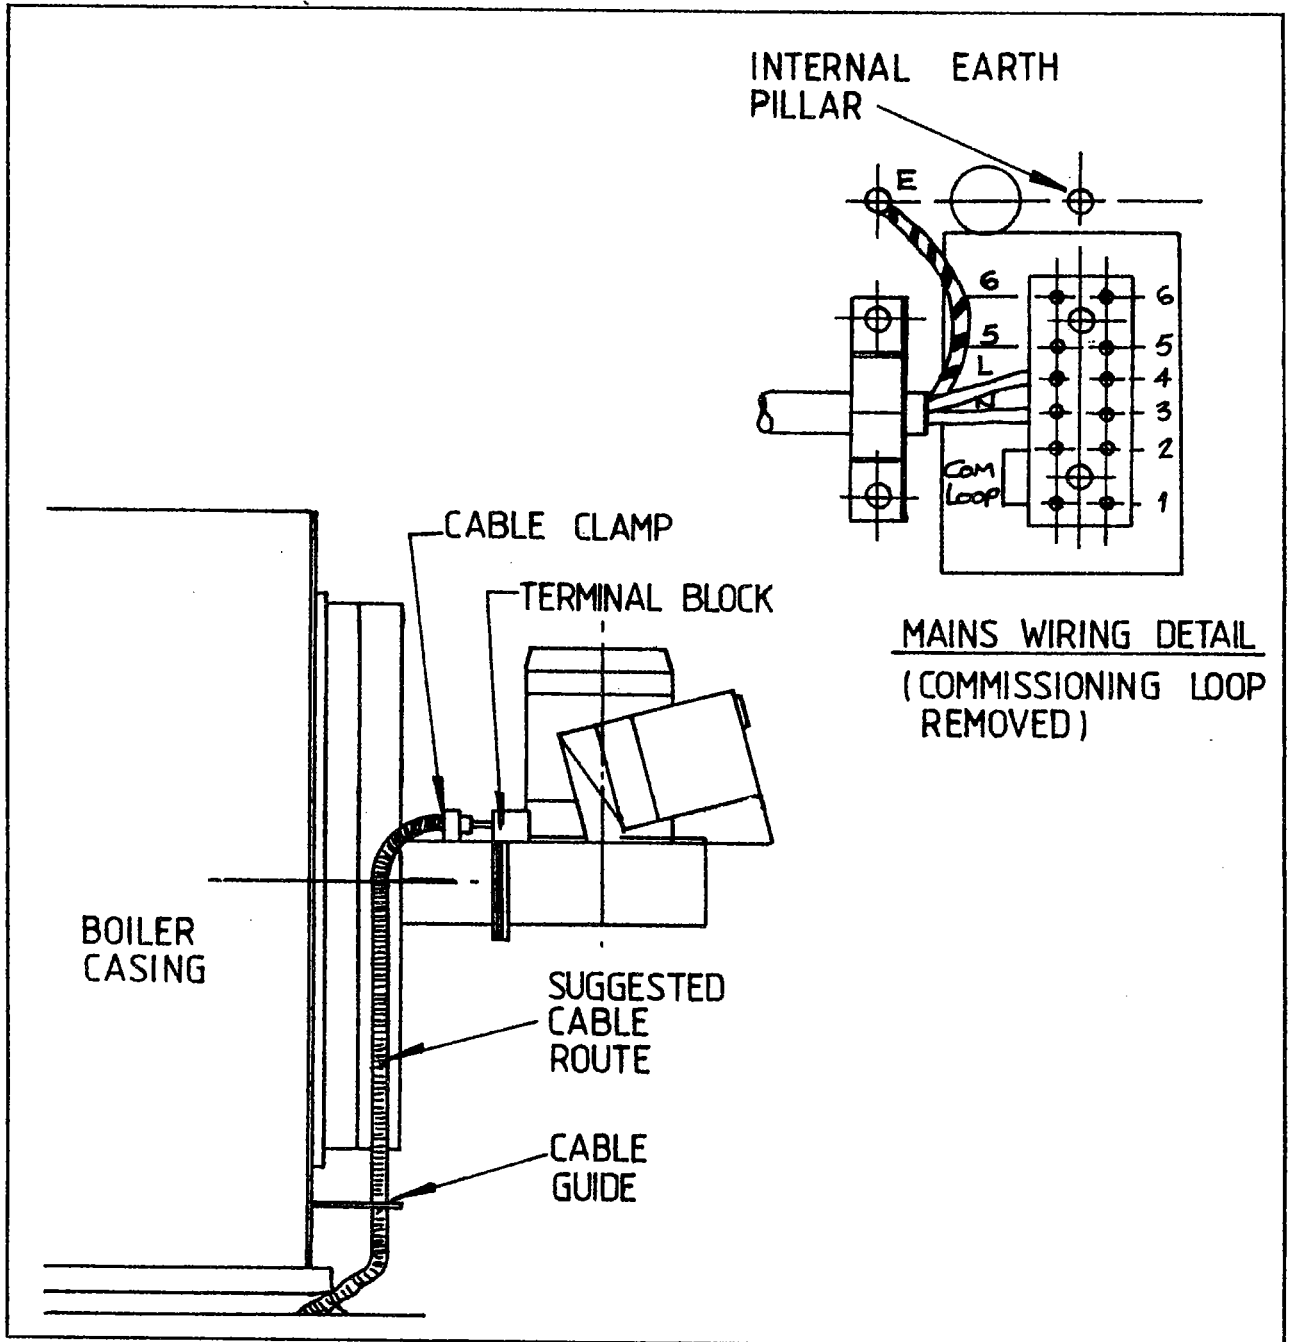 INTERNAL EARTH
PILLAR
E
6
6
5
5
L
4
N
3
2
COM
LOOP
1
CABLE CLAMP
TERMINAL BLOCK
MAINS WIRING DETAIL
(COMMISSIONING LOOP
REMOVED)
BOILER
CASING
SUGGESTED
CABLE
ROUTE
CABLE
GUIDE